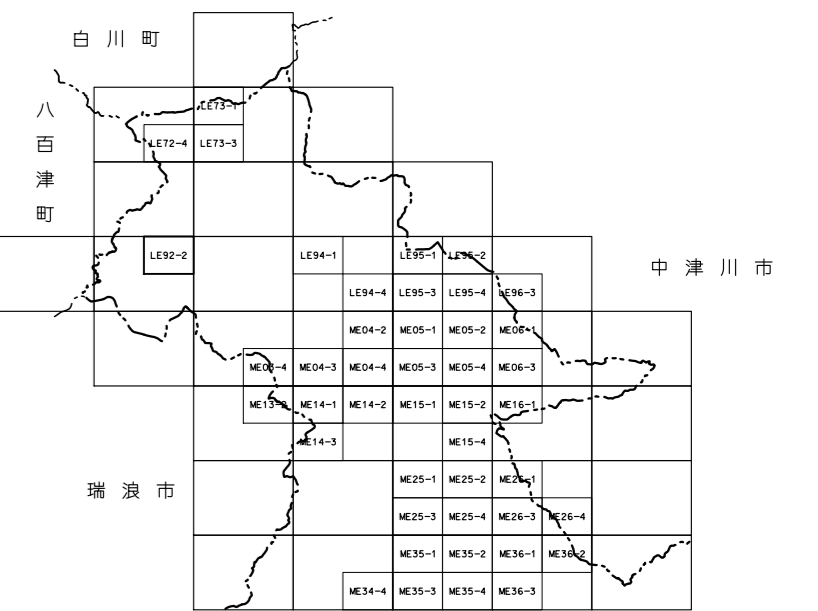 白川町
八百津町
LE73-1
LE72-4 LE73-3
LE92-2 LE94-1 LE95-1 LE95-2
中津川市
LE94-4 LE95-3 LE95-4 LE96-3
ME04-2 ME05-1 ME05-2 ME06-1
ME03-4 ME04-3 ME04-4 ME05-3 ME05-4 ME06-3
ME13-2 ME14-1 ME14-2 ME15-1 ME15-2 ME16-1
ME14-3 ME15-4
瑞浪市
ME25-1 ME25-2 ME26-1
ME25-3 ME25-4 ME26-3 ME26-4
ME35-1 ME35-2 ME36-1 ME36-2
ME34-4 ME35-3 ME35-4 ME36-3